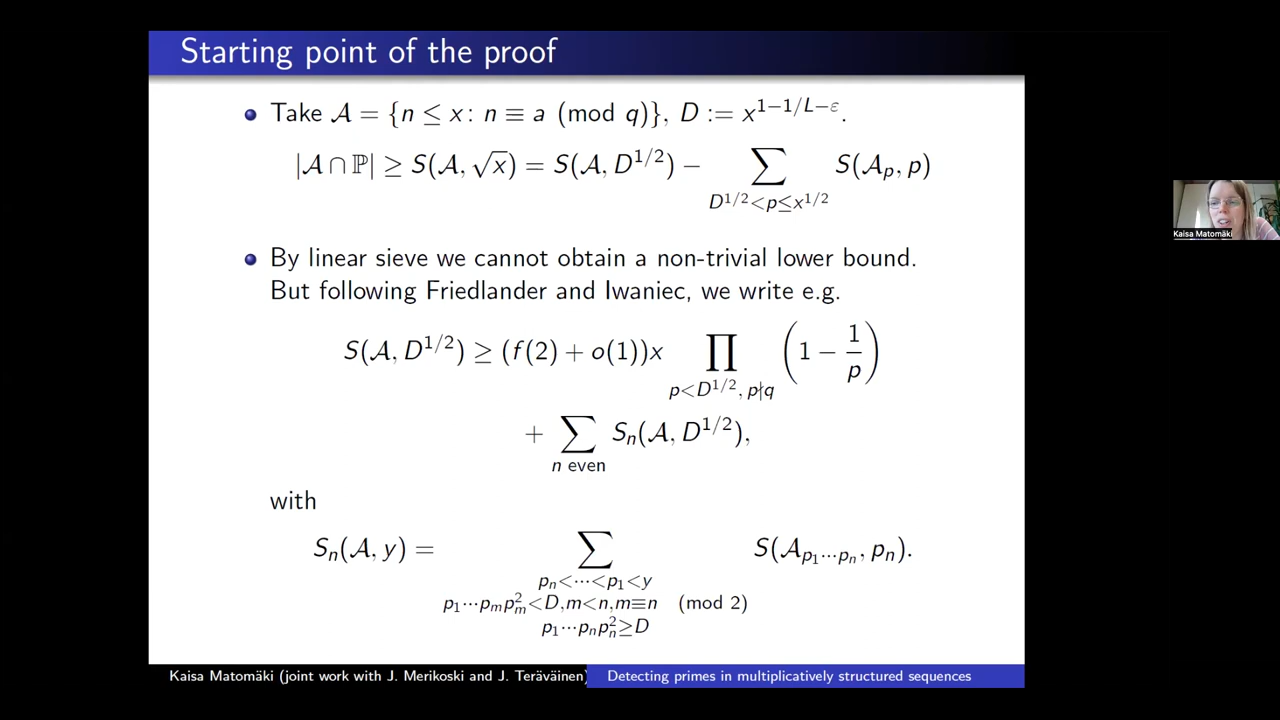 Starting point of the proof
Take 𝒜 = {n ≤ x: n ≡ a (mod q)}, D := x^{1−1/L−ε}.
|𝒜 ∩ ℙ| ≥ S(𝒜, √x) = S(𝒜, D^{1/2}) − ∑_{D^{1/2}<p≤x^{1/2}} S(𝒜_p, p)
By linear sieve we cannot obtain a non-trivial lower bound.
But following Friedlander and Iwaniec, we write e.g.
S(𝒜, D^{1/2}) ≥ (f(2) + o(1))x ∏_{p<D^{1/2}, p∤q} (1 − 1/p)
+ ∑_{n even} S_n(𝒜, D^{1/2}),
with
S_n(𝒜, y) = ∑_{p_n<···<p_1<y, p_1···p_m p_m^2<D, m<n, m≡n (mod 2), p_1···p_n p_n^2≥D} S(𝒜_{p_1···p_n}, p_n).
Kaisa Matomäki (joint work with J. Merikoski and J. Teräväinen)
Detecting primes in multiplicatively structured sequences
Kaisa Matomäki